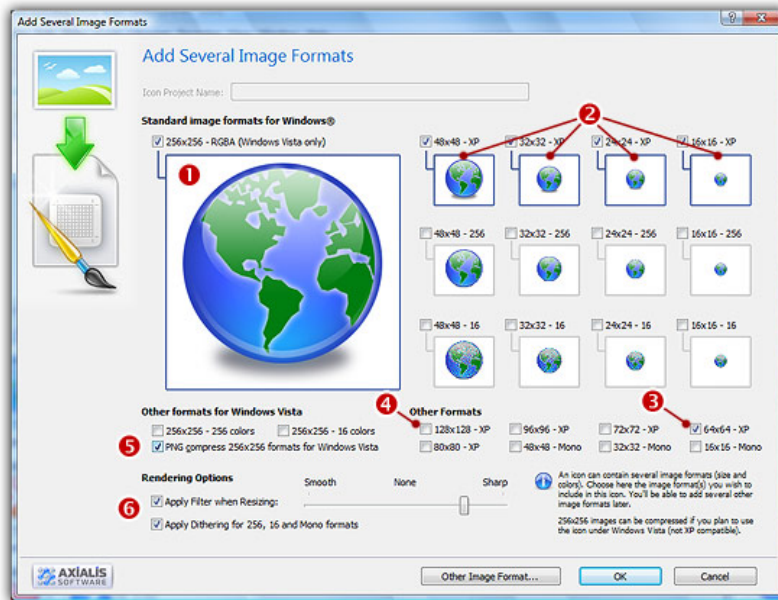 Add Several Image Formats
Add Several Image Formats
Icon Project Name:
Standard image formats for Windows®
256x256 - RGBA (Windows Vista only)
1
2
48x48 - XP
32x32 - XP
24x24 - XP
16x16 - XP
48x48 - 256
32x32 - 256
24x24 - 256
16x16 - 256
48x48 - 16
32x32 - 16
24x24 - 16
16x16 - 16
Other formats for Windows Vista
256x256 - 256 colors
256x256 - 16 colors
5
PNG compress 256x256 formats for Windows Vista
4
Other Formats
3
128x128 - XP
96x96 - XP
72x72 - XP
64x64 - XP
80x80 - XP
48x48 - Mono
32x32 - Mono
16x16 - Mono
Rendering Options
Smooth
None
Sharp
6
Apply Filter when Resizing:
Apply Dithering for 256, 16 and Mono formats
An icon can contain several image formats (size and
colors). Choose here the image format(s) you wish to
include in this icon. You'll be able to add several other
image formats later.
256x256 images can be compressed if you plan to use
the icon under Windows Vista (not XP compatible).
AXIALIS
SOFTWARE
Other Image Format...
OK
Cancel